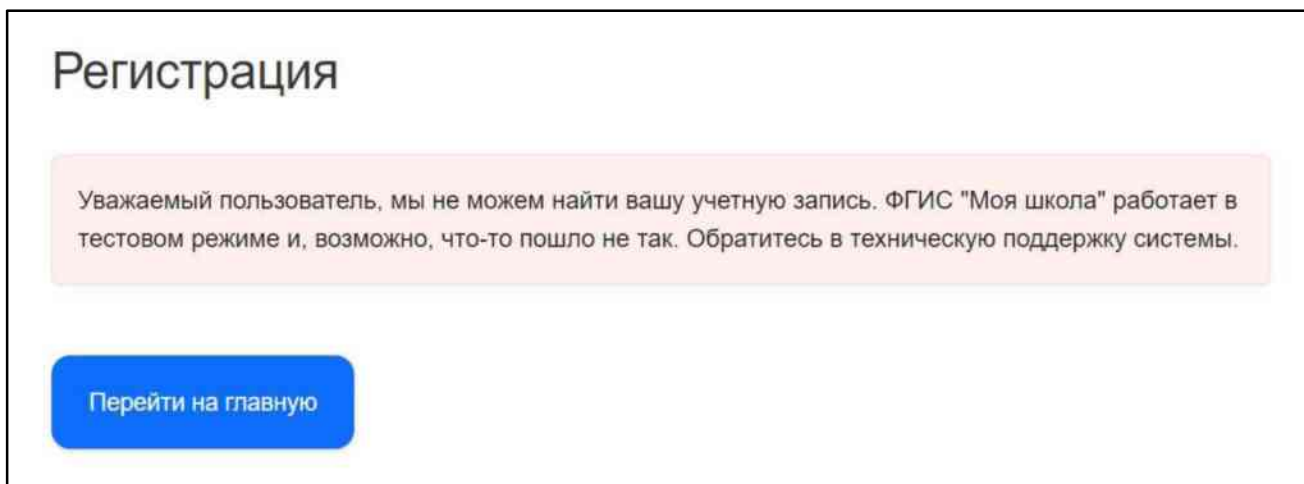 Регистрация
Уважаемый пользователь, мы не можем найти вашу учетную запись. ФГИС "Моя школа" работает в
тестовом режиме и, возможно, что-то пошло не так. Обратитесь в техническую поддержку системы.
Перейти на главную